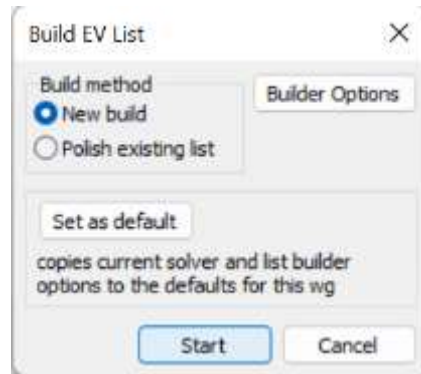 Build EV List
Build method
New build
Polish existing list
Builder Options
Set as default
copies current solver and list builder
options to the defaults for this wg
Start
Cancel